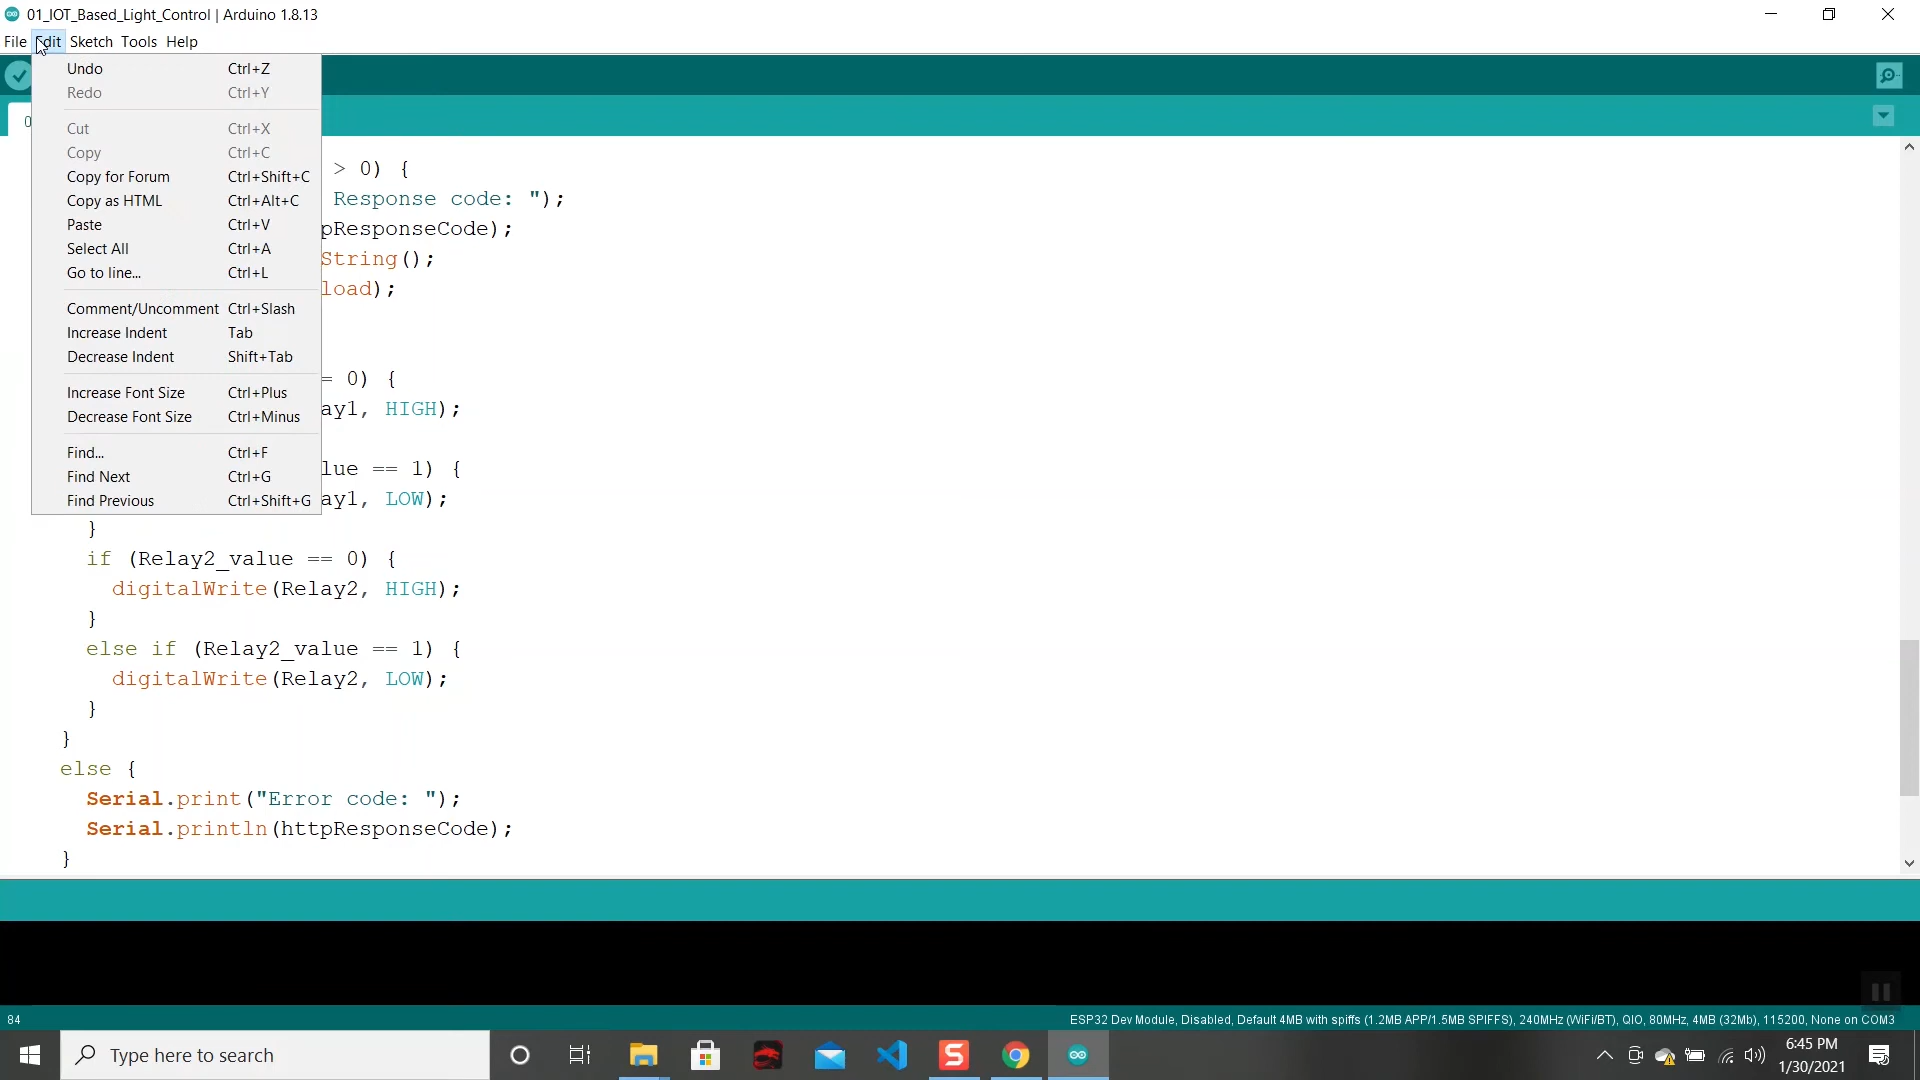 01_IOT_Based_Light_Control | Arduino 1.8.13
File Edit Sketch Tools Help
Undo Ctrl+Z
Redo Ctrl+Y
Cut Ctrl+X
Copy Ctrl+C
Copy for Forum Ctrl+Shift+C
Copy as HTML Ctrl+Alt+C
Paste Ctrl+V
Select All Ctrl+A
Go to line... Ctrl+L
Comment/Uncomment Ctrl+Slash
Increase Indent Tab
Decrease Indent Shift+Tab
Increase Font Size Ctrl+Plus
Decrease Font Size Ctrl+Minus
Find... Ctrl+F
Find Next Ctrl+G
Find Previous Ctrl+Shift+G
0
> 0) {
Response code: ");
pResponseCode);
String();
load);
= 0) {
ay1, HIGH);
lue == 1) {
ay1, LOW);
}
if (Relay2_value == 0) {
digitalWrite(Relay2, HIGH);
}
else if (Relay2_value == 1) {
digitalWrite(Relay2, LOW);
}
}
else {
Serial.print("Error code: ");
Serial.println(httpResponseCode);
}
84
ESP32 Dev Module, Disabled, Default 4MB with spiffs (1.2MB APP/1.5MB SPIFFS), 240MHz (WiFi/BT), QIO, 80MHz, 4MB (32Mb), 115200, None on COM3
Type here to search
6:45 PM
1/30/2021